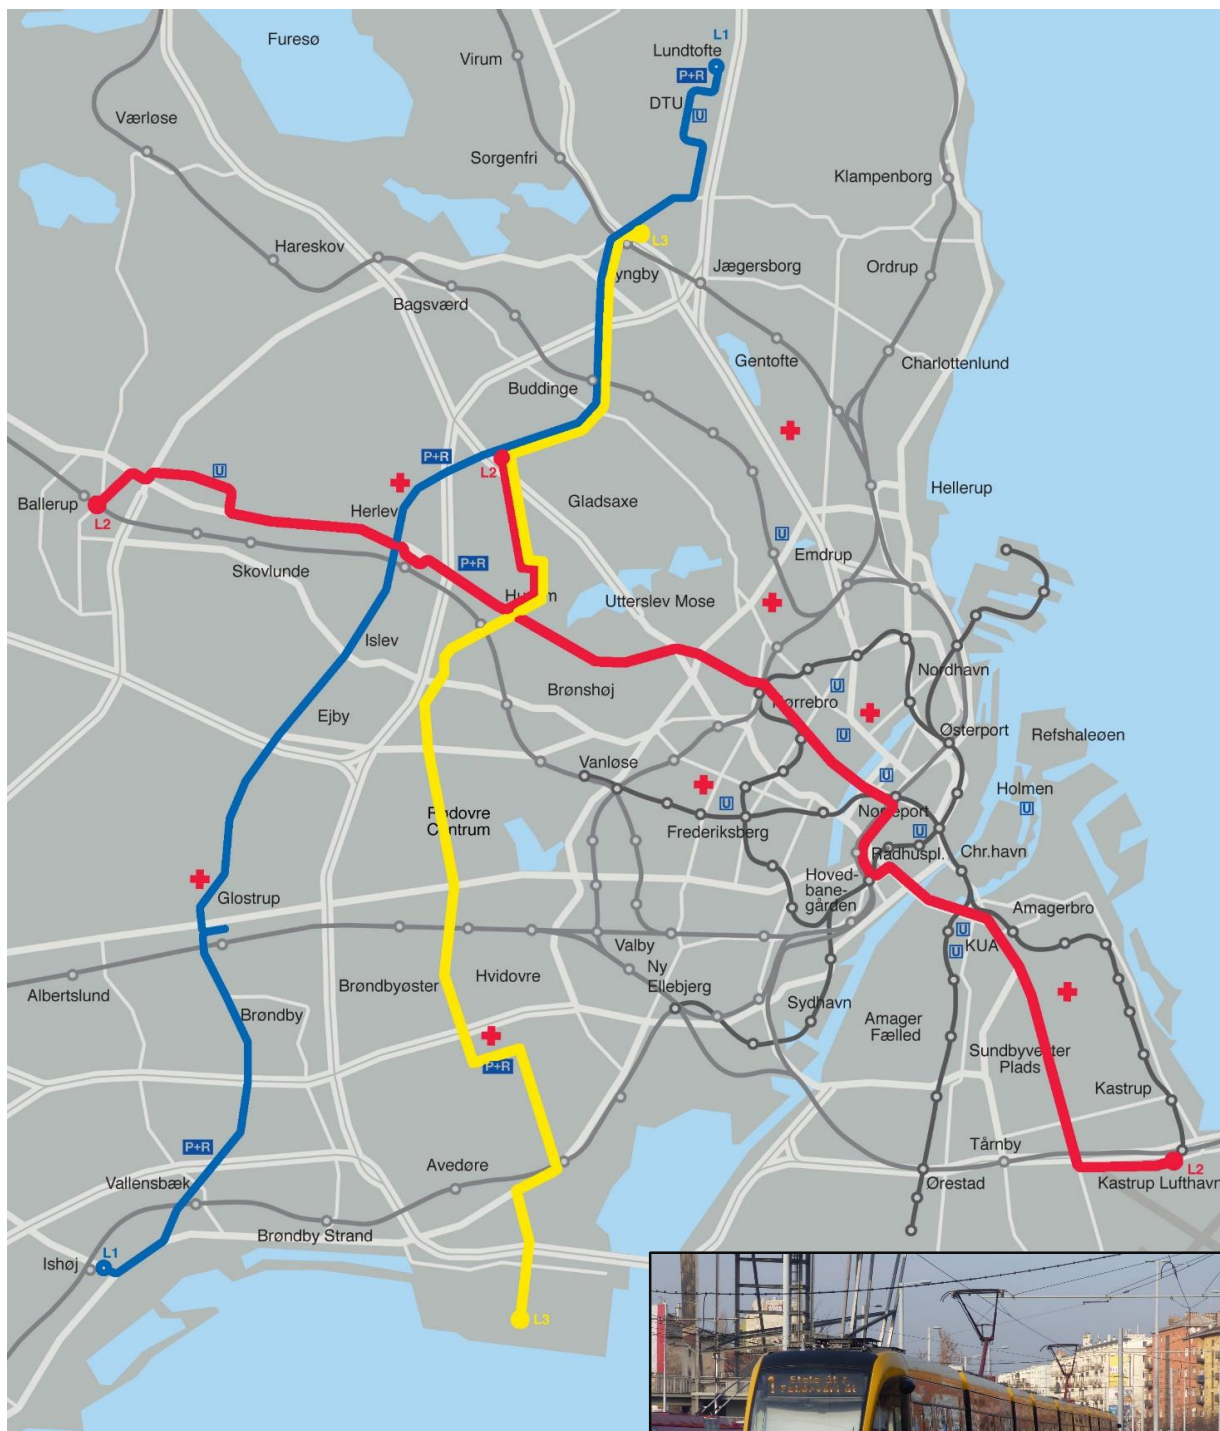 L1
Furesø
Lundtofte
Virum
P+R
DTU
U
Værløse
Sorgenfri
Klampenborg
L3
Hareskov
Jægersborg
Ordrup
Bagsværd
Gentofte
Charlottenlund
Buddinge
P+R
L2
U
Ballerup
L2
Herlev
Gladsaxe
Hellerup
U
Emdrup
P+R
Skovlunde
Utterslev Mose
Islev
Nordhavn
Brønshøj
U
Ejby
Østerport
U
Refshaleøen
Vanløse
U
Holmen
U
U
Frederiksberg
U
Rådhuspl.
Chr.havn
Hoved-
bane-
gården
Glostrup
Amagerbro
U
KUA
U
Valby
Ny
Ellebjerg
Hvidovre
Brøndbyøster
Albertslund
Brøndby
Sydhavn
Amager
Fælled
Plads
P+R
Kastrup
P+R
Tårnby
Avedøre
L2
Vallensbæk
Ørestad
Kastrup Lufthavn
Brøndby Strand
L1
Ishøj
L3
1